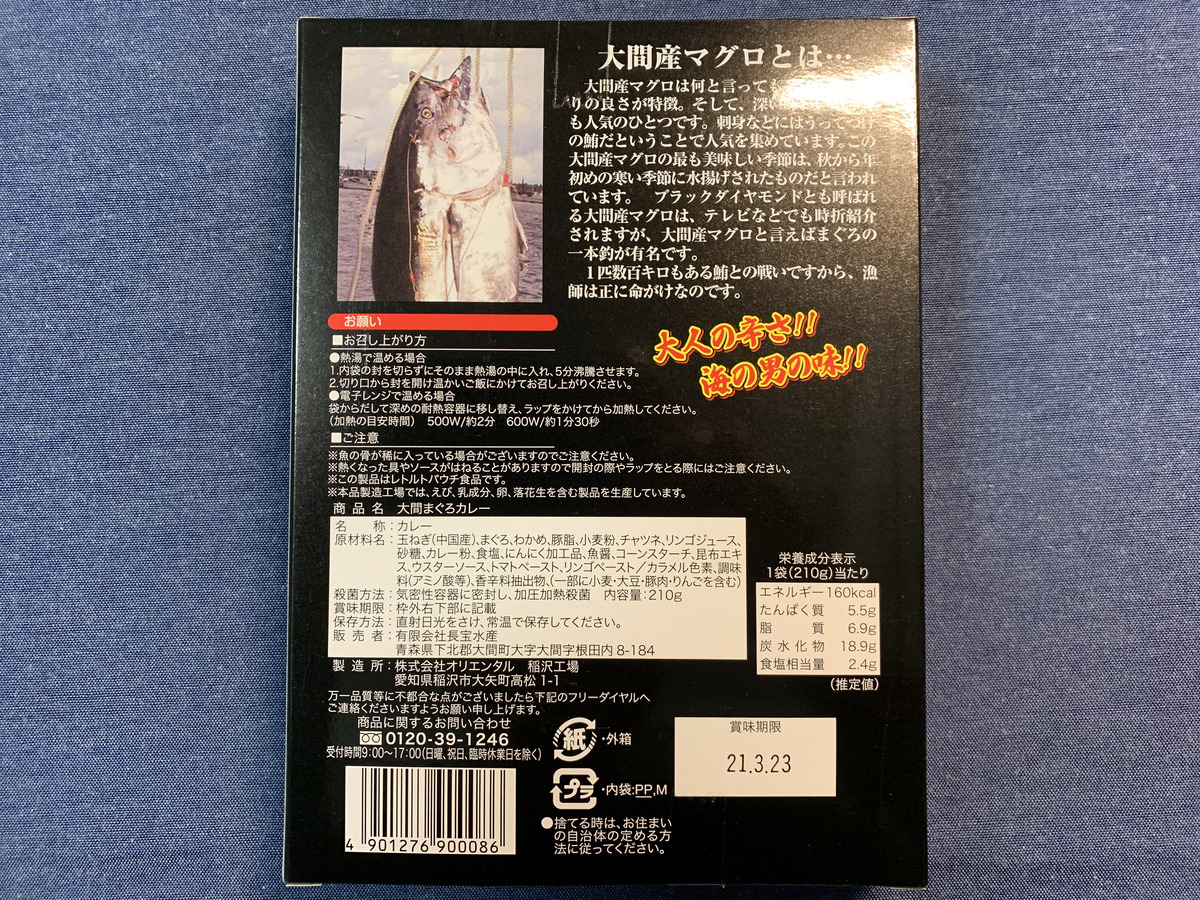 大間産マグロとは…
大間産マグロは何と言っても
りの良さが特徴。そして、深い
も人気のひとつです。刺身などにはうってつけ
の鮪だということで人気を集めています。この
大間産マグロの最も美味しい季節は、秋から年
初めの寒い季節に水揚げされたものだと言われ
ています。 ブラックダイヤモンドとも呼ばれ
る大間産マグロは、テレビなどでも時折紹介
されますが、大間産マグロと言えばまぐろの
一本釣が有名です。
1匹数百キロもある鮪との戦いですから、漁
師は正に命がけなのです。
大人の辛さ!!
海の男の味!!
お願い
■お召し上がり方
●熱湯で温める場合
1.内袋の封を切らずにそのまま熱湯の中に入れ、5分沸騰させます。
2.切り口から封を開け温かいご飯にかけてお召し上がりください。
●電子レンジで温める場合
袋からだして深めの耐熱容器に移し替え、ラップをかけてから加熱してください。
(加熱の目安時間) 500W/約2分 600W/約1分30秒
■ご注意
※魚の骨が稀に入っている場合がございますのでご注意ください。
※熱くなった具やソースがはねることがありますので開封の際やラップをとる際にはご注意ください。
※この製品はレトルトパウチ食品です。
※本品製造工場では、えび、乳成分、卵、落花生を含む製品を生産しています。
商品名 大間まぐろカレー
名称:カレー
原材料名:玉ねぎ(中国産)、まぐろ、わかめ、豚脂、小麦粉、チャツネ、リンゴジュース、
砂糖、カレー粉、食塩、にんにく加工品、魚醤、コーンスターチ、昆布エキ
ス、ウスターソース、トマトペースト、リンゴペースト/カラメル色素、調味
料(アミノ酸等)、香辛料抽出物、(一部に小麦・大豆・豚肉・りんごを含む)
殺菌方法:気密性容器に密封し、加圧加熱殺菌 内容量:210g
賞味期限:枠外右下部に記載
保存方法:直射日光をさけ、常温で保存してください。
販売者:有限会社長宝水産
青森県下北郡大間町大字大間字根田内 8-184
製造所:株式会社オリエンタル 稲沢工場
愛知県稲沢市大矢町高松 1-1
万一品質等に不都合な点がございましたら下記のフリーダイヤルへ
ご連絡くださいますようお願い申し上げます。
商品に関するお問い合わせ
0120-39-1246
受付時間9:00〜17:00(日曜、祝日、臨時休業日を除く)
4 901276 900086
栄養成分表示
1袋(210g)当たり
エネルギー 160kcal
たんぱく質 5.5g
脂質 6.9g
炭水化物 18.9g
食塩相当量 2.4g
(推定値)
紙 ・外箱
プラ ・内袋:PP,M
●捨てる時は、お住まい
の自治体の定める方
法に従ってください。
賞味期限
21.3.23